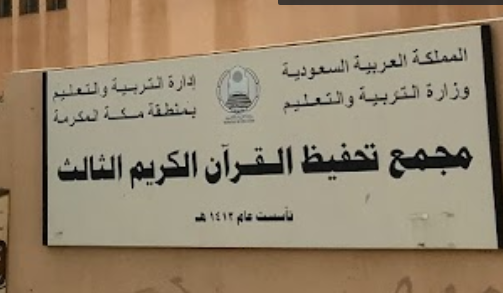 المملكة العربية السعودية
وزارة التربية والتعليم
إدارة التربية والتعليم
بمنطقة مكة المكرمة
مجمع تحفيظ القرآن الكريم الثالث
تأسست عام ١٤١٣ هـ